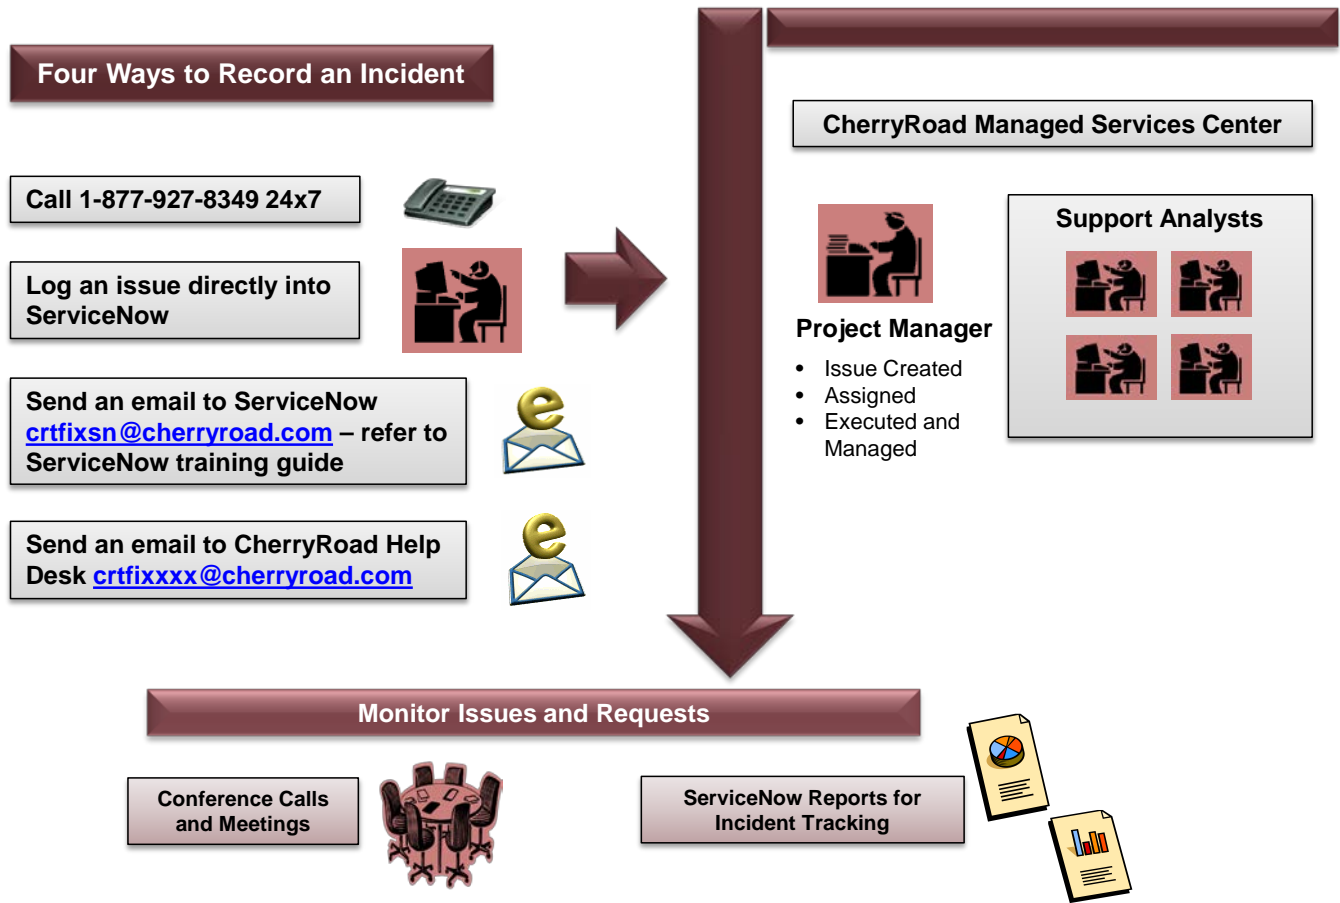 Four Ways to Record an Incident
Call 1-877-927-8349 24x7
Log an issue directly into
ServiceNow
Send an email to ServiceNow
crtfixsn@cherryroad.com – refer to
ServiceNow training guide
Send an email to CherryRoad Help
Desk crtfixxxx@cherryroad.com
CherryRoad Managed Services Center
Project Manager
• Issue Created
• Assigned
• Executed and
Managed
Support Analysts
Monitor Issues and Requests
Conference Calls
and Meetings
ServiceNow Reports for
Incident Tracking